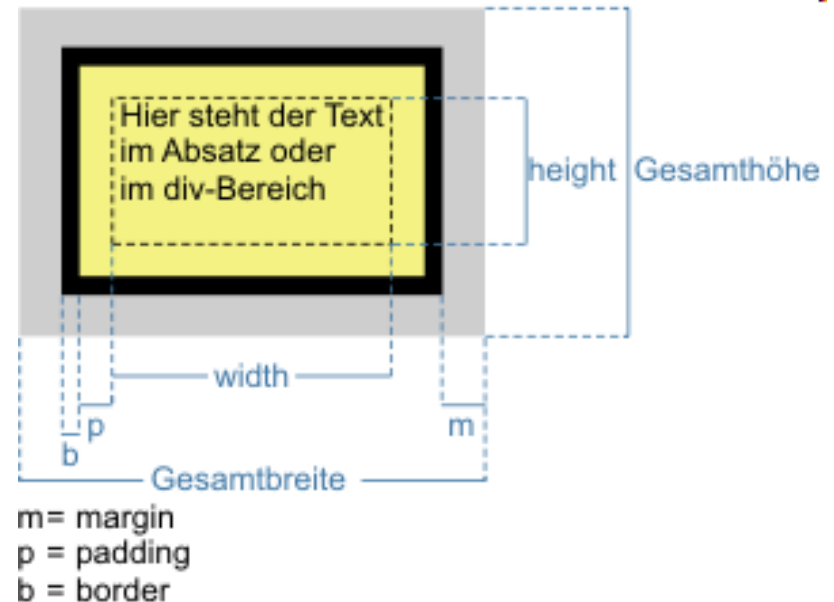 Hier steht der Text
im Absatz oder
im div-Bereich
height
Gesamthöhe
width
p
m
b
Gesamtbreite
m= margin
p = padding
b = border